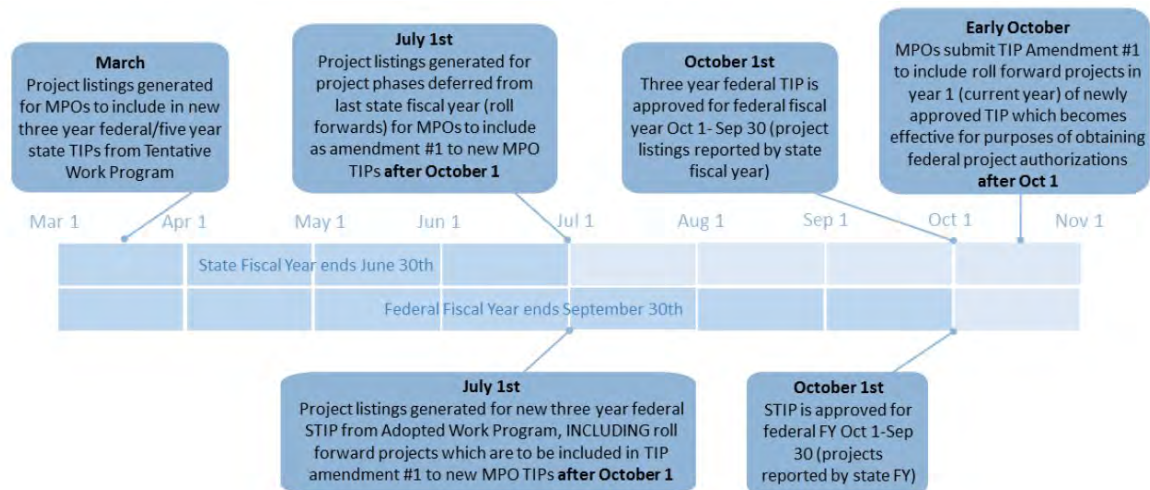 March
Project listings generated
for MPOs to include in new
three year federal/five year
state TIPs from Tentative
Work Program
July 1st
Project listings generated for
project phases deferred from
last state fiscal year (roll
forwards) for MPOs to include
as amendment #1 to new MPO
TIPs after October 1
October 1st
Three year federal TIP is
approved for federal fiscal
year Oct 1- Sep 30 (project
listings reported by state
fiscal year)
Early October
MPOs submit TIP Amendment #1
to include roll forward projects in
year 1 (current year) of newly
approved TIP which becomes
effective for purposes of obtaining
federal project authorizations
after Oct 1
Mar 1 Apr 1 May 1 Jun 1 Jul 1 Aug 1 Sep 1 Oct 1 Nov 1
State Fiscal Year ends June 30th
Federal Fiscal Year ends September 30th
July 1st
Project listings generated for new three year federal
STIP from Adopted Work Program, INCLUDING roll
forward projects which are to be included in TIP
amendment #1 to new MPO TIPs after October 1
October 1st
STIP is approved for
federal FY Oct 1-Sep
30 (projects
reported by state FY)